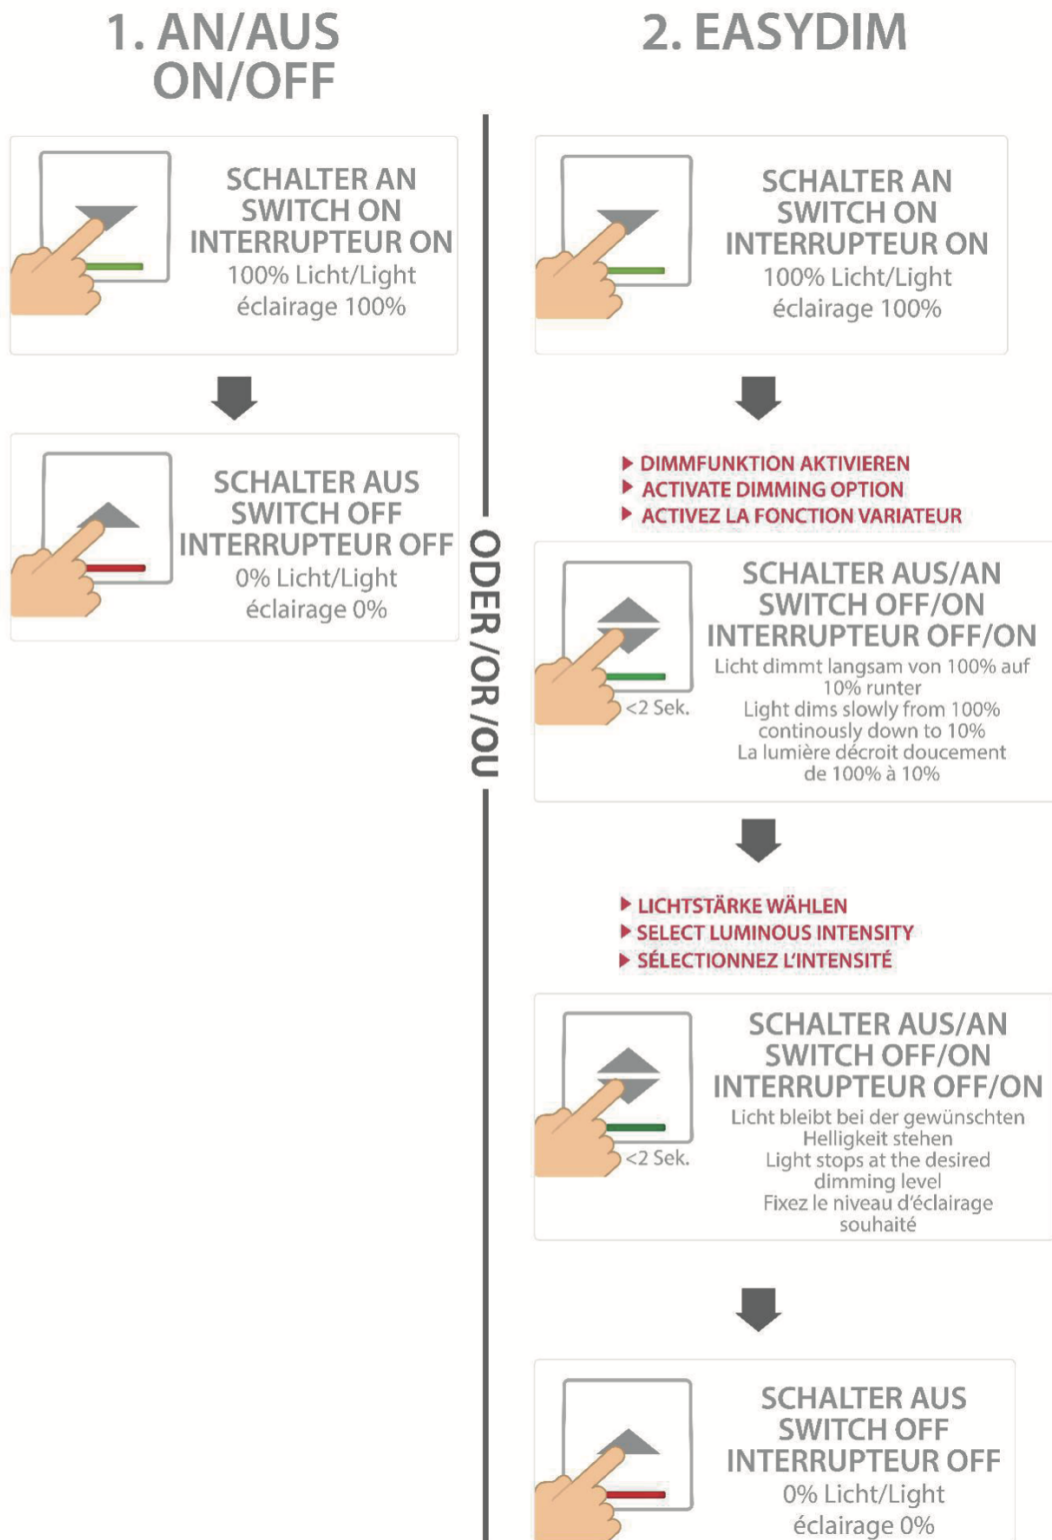 1. AN/AUS
ON/OFF
SCHALTER AN
SWITCH ON
INTERRUPTEUR ON
100% Licht/Light
éclairage 100%
SCHALTER AUS
SWITCH OFF
INTERRUPTEUR OFF
0% Licht/Light
éclairage 0%
ODER /OR /OU
2. EASYDIM
SCHALTER AN
SWITCH ON
INTERRUPTEUR ON
100% Licht/Light
éclairage 100%
DIMMFUNKTION AKTIVIEREN
ACTIVATE DIMMING OPTION
ACTIVEZ LA FONCTION VARIATEUR
SCHALTER AUS/AN
SWITCH OFF/ON
INTERRUPTEUR OFF/ON
Licht dimmt langsam von 100% auf
10% runter
Light dims slowly from 100%
continously down to 10%
La lumière décroit doucement
de 100% à 10%
<2 Sek.
LICHTSTÄRKE WÄHLEN
SELECT LUMINOUS INTENSITY
SÉLECTIONNEZ L'INTENSITÉ
SCHALTER AUS/AN
SWITCH OFF/ON
INTERRUPTEUR OFF/ON
Licht bleibt bei der gewünschten
Helligkeit stehen
Light stops at the desired
dimming level
Fixez le niveau d'éclairage
souhaité
<2 Sek.
SCHALTER AUS
SWITCH OFF
INTERRUPTEUR OFF
0% Licht/Light
éclairage 0%